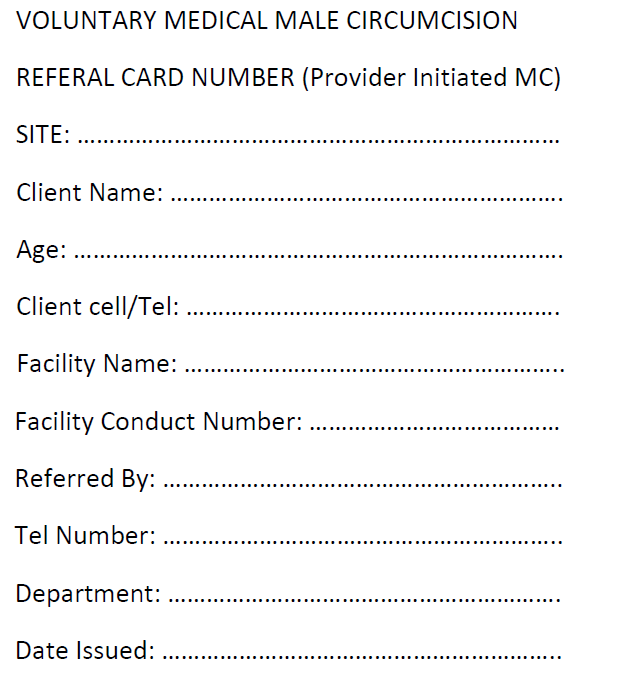 VOLUNTARY MEDICAL MALE CIRCUMCISION
REFERAL CARD NUMBER (Provider Initiated MC)
SITE: ……………………………………………………………………
Client Name: …………………………………………………….
Age: ………………………………………………………………….
Client cell/Tel: ………………………………………………….
Facility Name: …………………………………………………..
Facility Conduct Number: …………………………………
Referred By: ……………………………………………………..
Tel Number: ……………………………………………………..
Department: …………………………………………………….
Date Issued: ……………………………………………………..